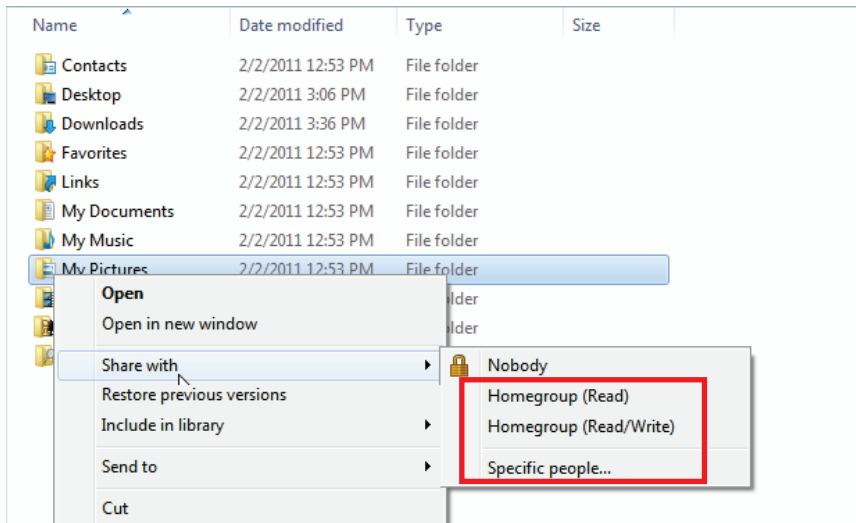 Name Date modified Type Size
Contacts 2/2/2011 12:53 PM File folder
Desktop 2/2/2011 3:06 PM File folder
Downloads 2/2/2011 3:36 PM File folder
Favorites 2/2/2011 12:53 PM File folder
Links 2/2/2011 12:53 PM File folder
My Documents 2/2/2011 12:53 PM File folder
My Music 2/2/2011 12:53 PM File folder
My Pictures 2/2/2011 12:53 PM File folder
Open lder
Open in new window lder
Share with Nobody
Restore previous versions Homegroup (Read)
Include in library Homegroup (Read/Write)
Send to Specific people...
Cut